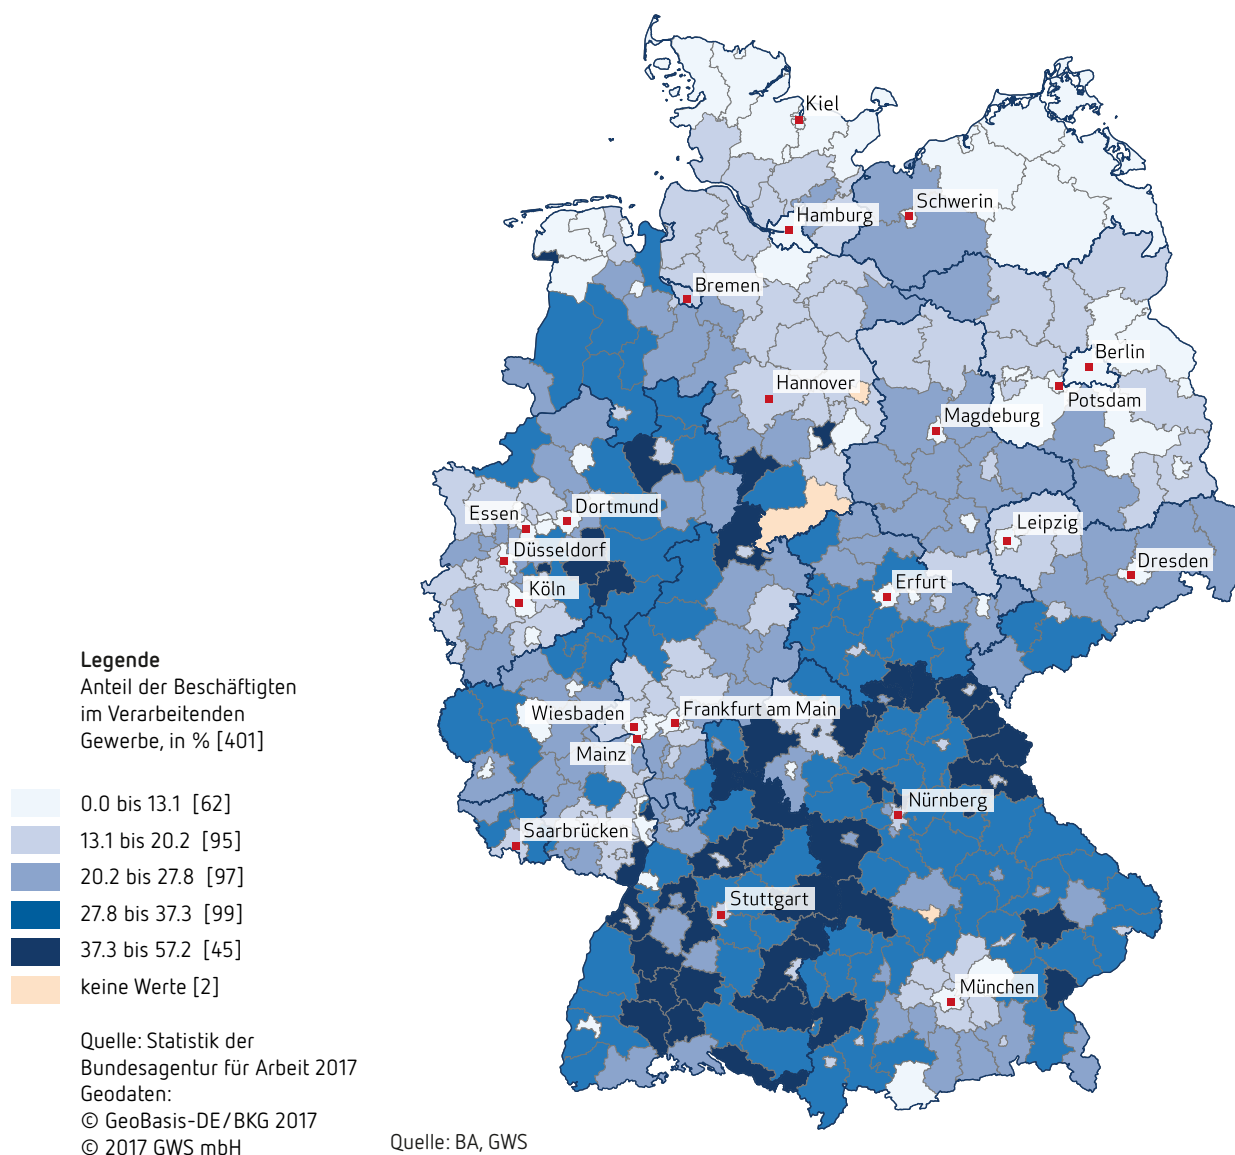 Kiel
Hamburg
Schwerin
Bremen
Berlin
Potsdam
Hannover
Magdeburg
Essen
Dortmund
Leipzig
Düsseldorf
Dresden
Köln
Erfurt
Wiesbaden
Frankfurt am Main
Mainz
Nürnberg
Saarbrücken
Stuttgart
München
Legende
Anteil der Beschäftigten
im Verarbeitenden
Gewerbe, in % [401]
0.0 bis 13.1 [62]
13.1 bis 20.2 [95]
20.2 bis 27.8 [97]
27.8 bis 37.3 [99]
37.3 bis 57.2 [45]
keine Werte [2]
Quelle: Statistik der
Bundesagentur für Arbeit 2017
Geodaten:
© GeoBasis-DE/BKG 2017
© 2017 GWS mbH
Quelle: BA, GWS